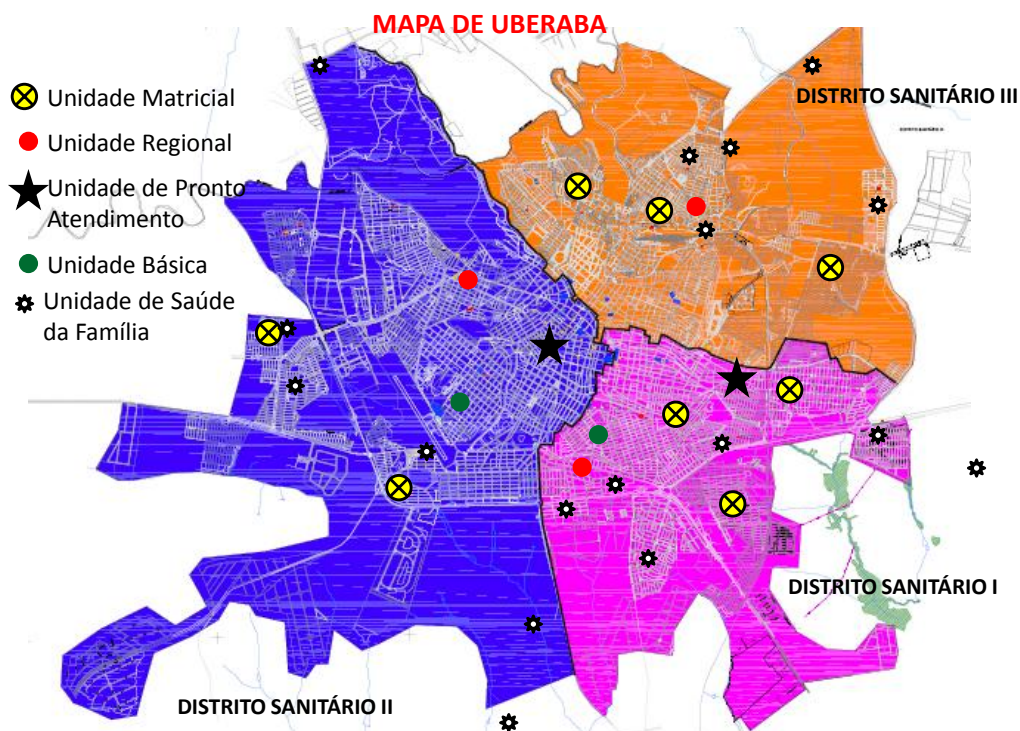 MAPA DE UBERABA
Unidade Matricial
Unidade Regional
Unidade de Pronto
Atendimento
Unidade Básica
Unidade de Saúde
da Família
DISTRITO SANITÁRIO III
DISTRITO SANITÁRIO I
DISTRITO SANITÁRIO II